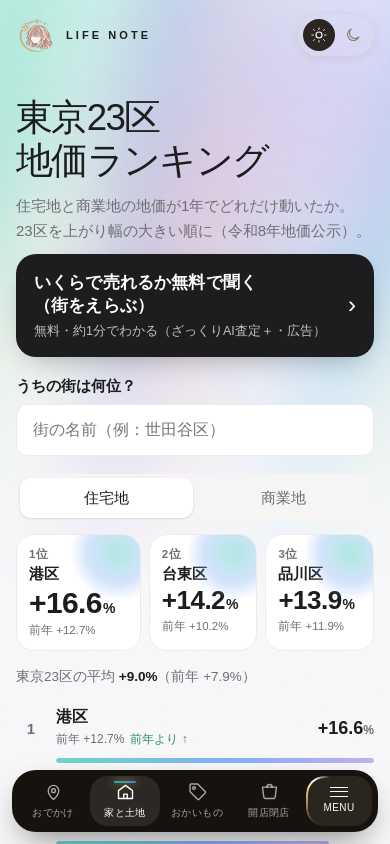 LIFE NOTE
東京23区
地価ランキング
住宅地と商業地の地価が1年でどれだけ動いたか。
23区を上がり幅の大きい順に（令和8年地価公示）。
いくらで売れるか無料で聞く
（街をえらぶ）
無料・約1分でわかる（ざっくりAI査定＋・広告）
›
うちの街は何位？
街の名前（例：世田谷区）
住宅地 商業地
1位
港区
+16.6%
前年 +12.7%
2位
台東区
+14.2%
前年 +10.2%
3位
品川区
+13.9%
前年 +11.9%
東京23区の平均 +9.0%（前年 +7.9%）
1 港区 +16.6%
前年 +12.7% 前年より ↑
おでかけ 家と土地 おかいもの 開店閉店 MENU